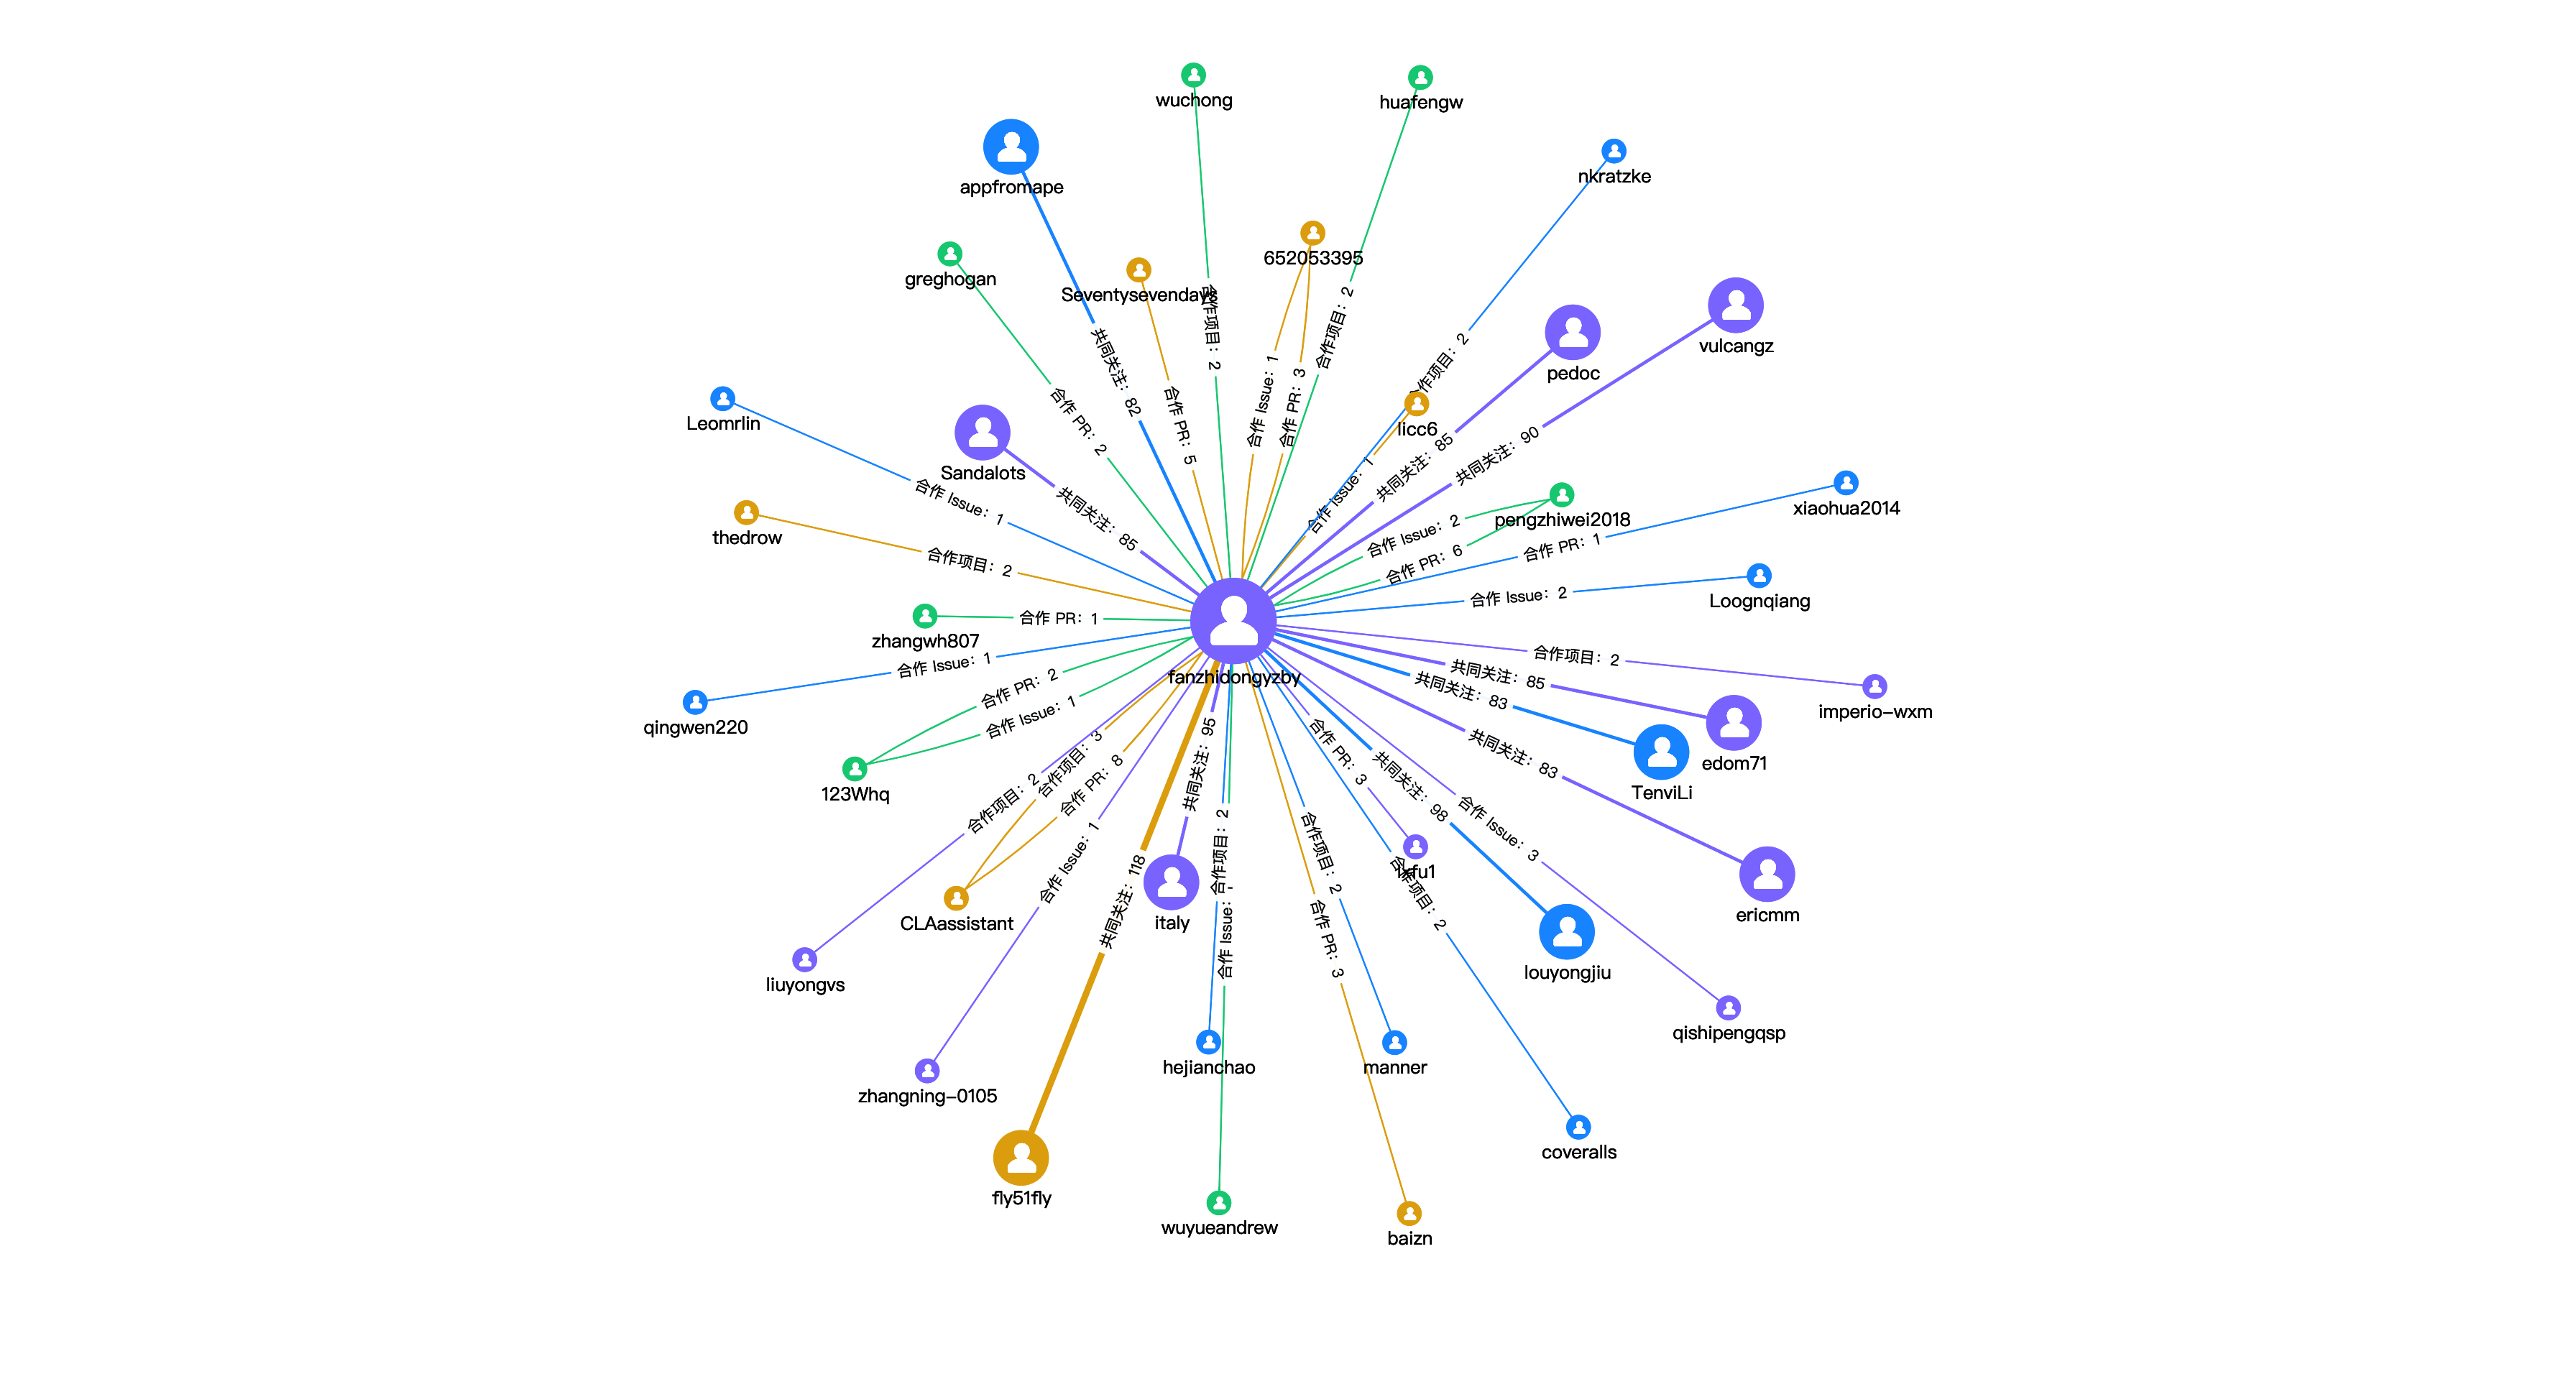 wuchong
huafengw
nkratzke
appfromape
greghogan
Seventysevendays
652053395
vulcangz
pedoc
合作项目：2
合作项目：2
合作项目：2
共同关注：82
合作 PR：2
合作 PR：5
合作 Issue：1
合作 PR：3
licc6
Leomrlin
Sandalots
合作 Issue：1
共同关注：85
合作 Issue：1
共同关注：85
共同关注：90
thedrow
合作项目：2
pengzhiwei2018
xiaohua2014
合作 Issue：2
合作 PR：6
合作 PR：1
Loognqiang
合作 Issue：2
zhangwh807
合作 PR：1
合作 Issue：1
qingwen220
fanzhidongyzby
合作项目：2
imperio-wxm
共同关注：85
共同关注：83
edom71
TenviLi
合作 PR：2
合作 Issue：1
123Whq
合作项目：3
合作项目：2
合作 PR：8
共同关注：95
合作 PR：3
共同关注：98
共同关注：83
合作 Issue：3
合作 Issue：1
共同关注：118
合作项目：2
合作 Issue：
合作项目：2
合作 PR：3
合作项目：2
CLAassistant
italy
ericmm
louyongjiu
liuyongvs
qishipengqsp
zhangning-0105
hejianchao
manner
coveralls
fly51fly
wuyueandrew
baizn